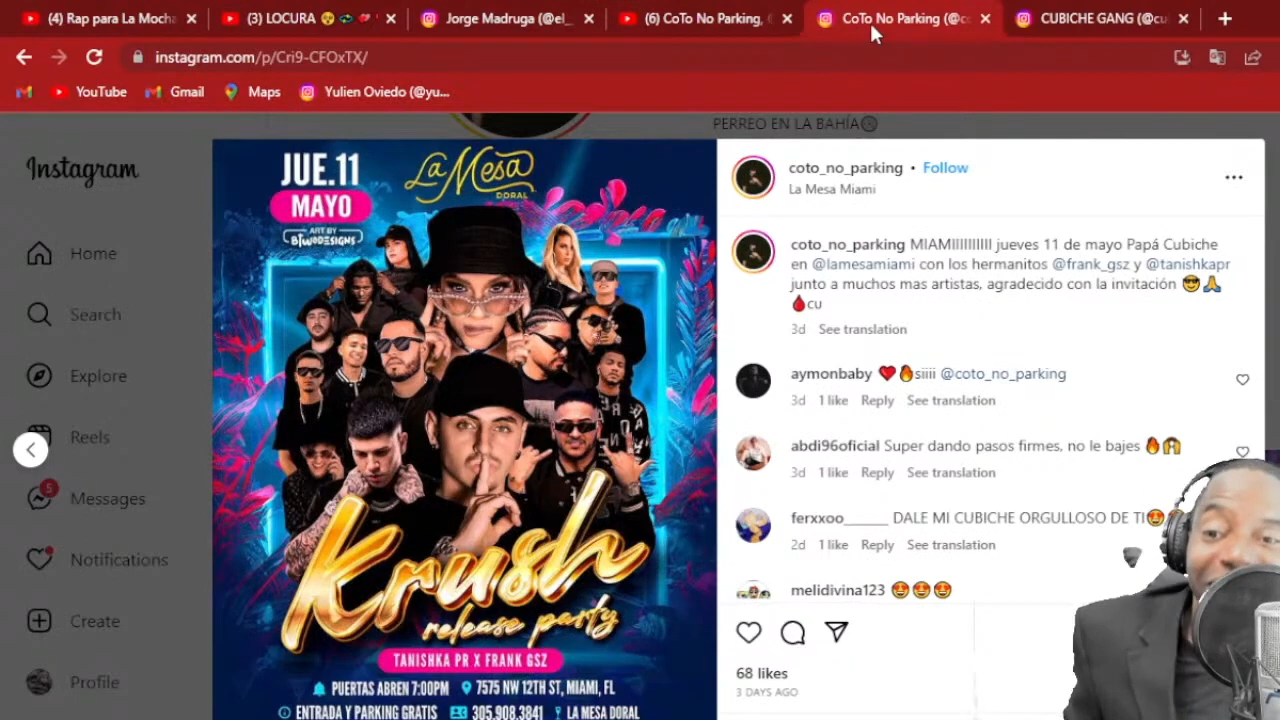 (4) Rap para La Mocha
(3) LOCURA
Jorge Madruga (@el_
(6) CoTo No Parking,
CoTo No Parking (@co
CUBICHE GANG (@cu
instagram.com/p/Cri9-CFOxTX/
YouTube
Gmail
Maps
Yulien Oviedo (@yu...
PERREO EN LA BAHÍA
Instagram
Home
Search
Explore
Reels
5
Messages
Notifications
Create
Profile
JUE.11
MAYO
La Mesa
DORAL
ART BY
BTWODESIGNS
Krush
release party
TANISHKA PR X FRANK GSZ
PUERTAS ABREN 7:00PM
7575 NW 12TH ST, MIAMI, FL
ENTRADA Y PARKING GRATIS
305.908.3841
LA MESA DORAL
coto_no_parking • Follow
La Mesa Miami
coto_no_parking MIAMIIIIIIIIII jueves 11 de mayo Papá Cubiche
en @lamesamiami con los hermanitos @frank_gsz y @tanishkapr
junto a muchos mas artistas, agradecido con la invitación 😎🙏
🩸cu
3d See translation
aymonbaby ❤️🔥siiii @coto_no_parking
3d 1 like Reply See translation
abdi96oficial Super dando pasos firmes, no le bajes 🔥😱
3d 1 like Reply See translation
ferxxoo______ DALE MI CUBICHE ORGULLOSO DE TI😍
2d 1 like Reply See translation
melidivina123 😍😍😍
68 likes
3 DAYS AGO